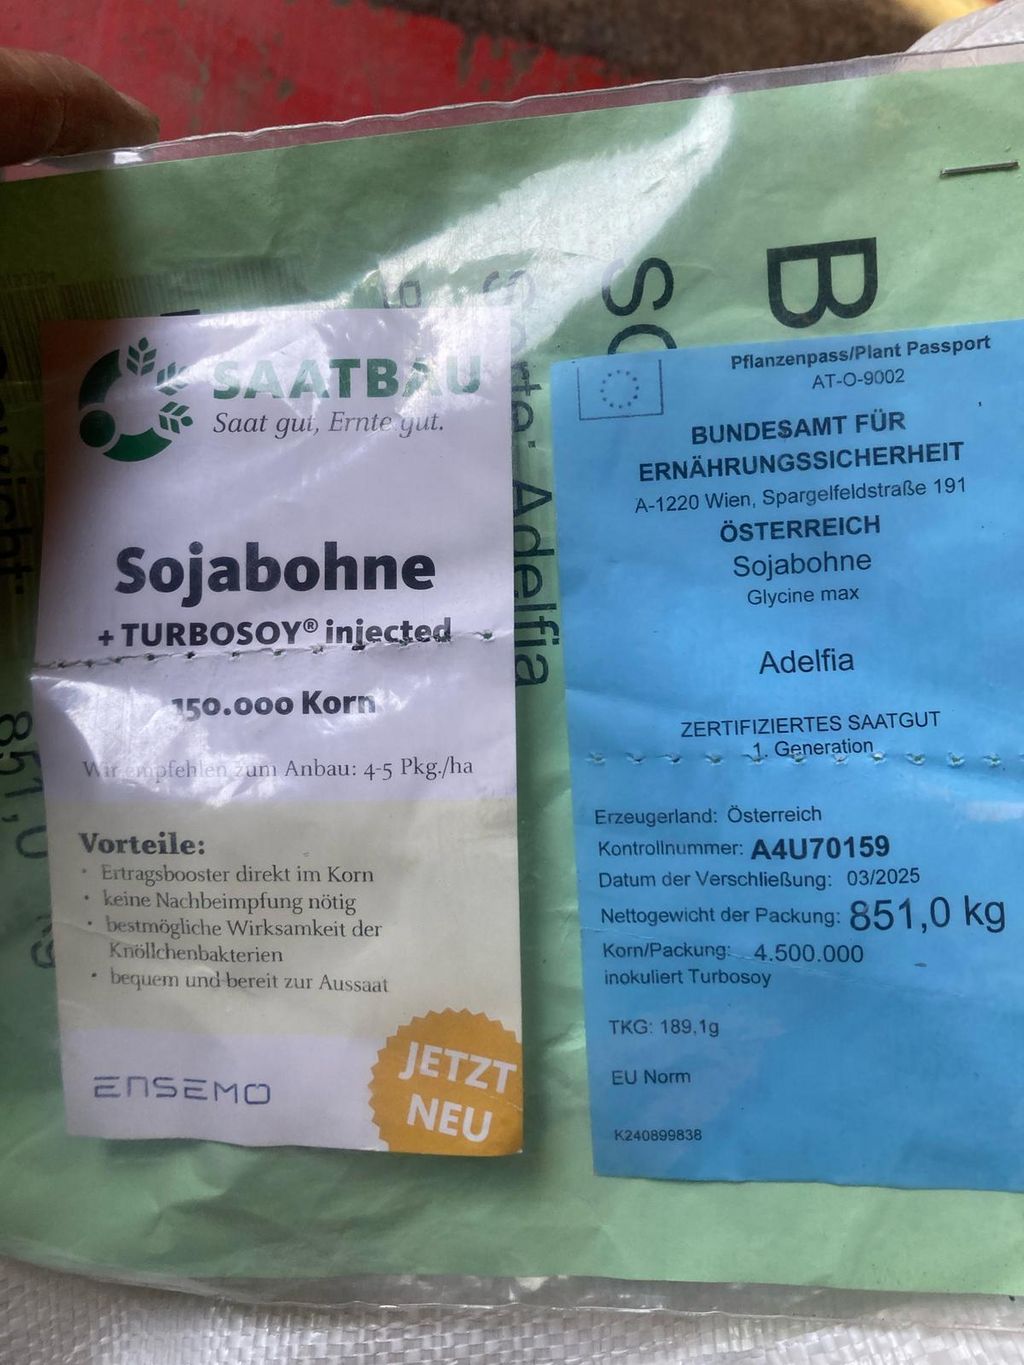 B
SO
Sorte: Adelfia
851,0 kg
SAATBAU
Saat gut, Ernte gut.
Sojabohne
+ TURBOSOY® injected
150.000 Korn
Wir empfehlen zum Anbau: 4-5 Pkg./ha
Vorteile:
• Ertragsbooster direkt im Korn
• keine Nachbeimpfung nötig
• bestmögliche Wirksamkeit der
Knöllchenbakterien
• bequem und bereit zur Aussaat
ENSEMO
JETZT
NEU
Pflanzenpass/Plant Passport
AT-O-9002
BUNDESAMT FÜR
ERNÄHRUNGSSICHERHEIT
A-1220 Wien, Spargelfeldstraße 191
ÖSTERREICH
Sojabohne
Glycine max
Adelfia
ZERTIFIZIERTES SAATGUT
1. Generation
Erzeugerland: Österreich
Kontrollnummer: A4U70159
Datum der Verschließung: 03/2025
Nettogewicht der Packung: 851,0 kg
Korn/Packung: 4.500.000
inokuliert Turbosoy
TKG: 189,1g
EU Norm
K240899838